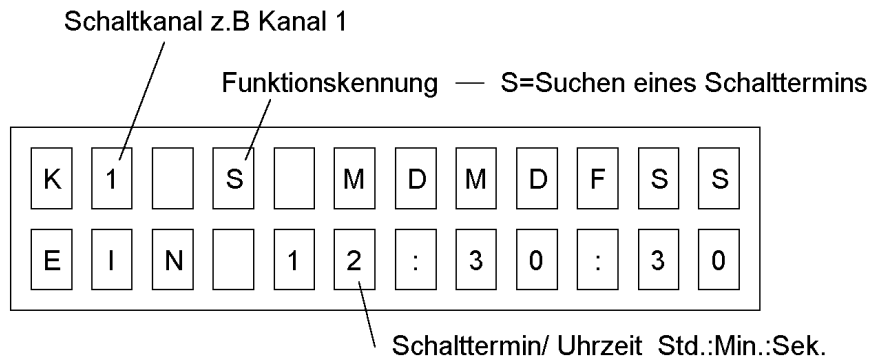 Schaltkanal z.B Kanal 1
Funktionskennung — S=Suchen eines Schalttermins
K 1 S M D M D F S S
E I N 1 2 : 3 0 : 3 0
Schalttermin/ Uhrzeit Std.:Min.:Sek.